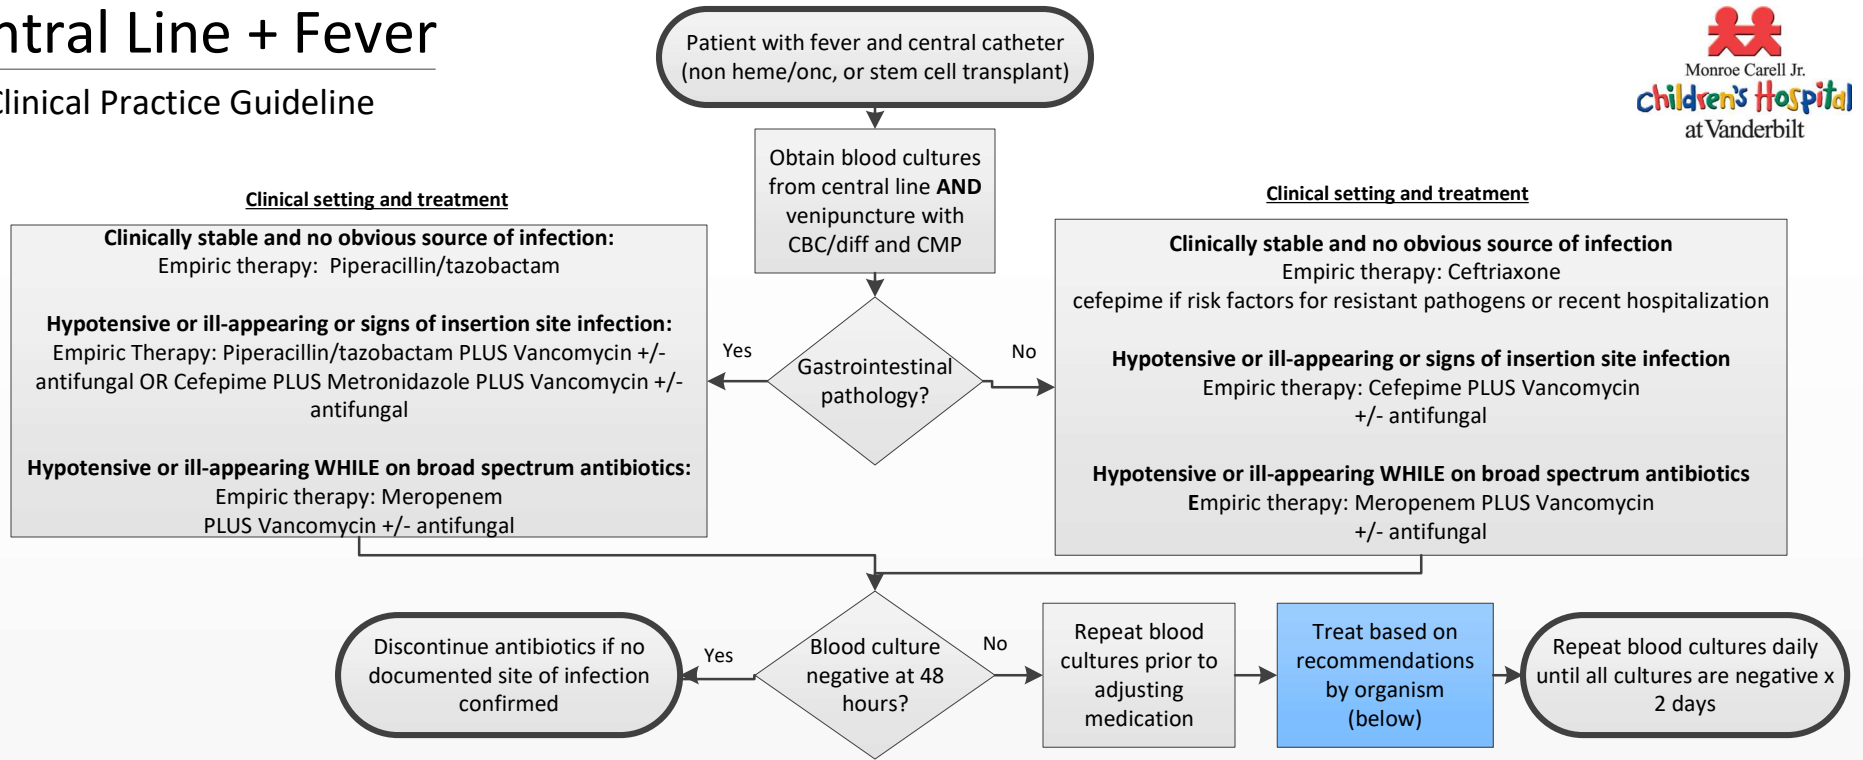 ntral Line + Fever
Clinical Practice Guideline
Patient with fever and central catheter
(non heme/onc, or stem cell transplant)
Monroe Carell Jr.
Children's Hospital
at Vanderbilt
Obtain blood cultures
from central line AND
venipuncture with
CBC/diff and CMP
Clinical setting and treatment
Clinically stable and no obvious source of infection:
Empiric therapy: Piperacillin/tazobactam
Hypotensive or ill-appearing or signs of insertion site infection:
Empiric Therapy: Piperacillin/tazobactam PLUS Vancomycin +/-
antifungal OR Cefepime PLUS Metronidazole PLUS Vancomycin +/-
antifungal
Hypotensive or ill-appearing WHILE on broad spectrum antibiotics:
Empiric therapy: Meropenem
PLUS Vancomycin +/- antifungal
Yes
Gastrointestinal
pathology?
No
Clinical setting and treatment
Clinically stable and no obvious source of infection
Empiric therapy: Ceftriaxone
cefepime if risk factors for resistant pathogens or recent hospitalization
Hypotensive or ill-appearing or signs of insertion site infection
Empiric therapy: Cefepime PLUS Vancomycin
+/- antifungal
Hypotensive or ill-appearing WHILE on broad spectrum antibiotics
Empiric therapy: Meropenem PLUS Vancomycin
+/- antifungal
Discontinue antibiotics if no
documented site of infection
confirmed
Yes
Blood culture
negative at 48
hours?
No
Repeat blood
cultures prior to
adjusting
medication
Treat based on
recommendations
by organism
(below)
Repeat blood cultures daily
until all cultures are negative x
2 days